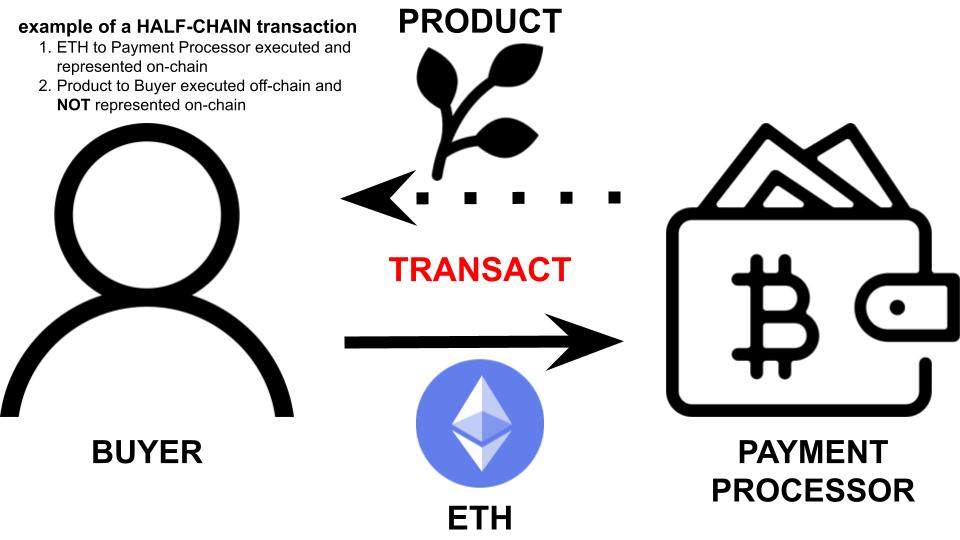 example of a HALF-CHAIN transaction
1. ETH to Payment Processor executed and
represented on-chain
2. Product to Buyer executed off-chain and
NOT represented on-chain
PRODUCT
TRANSACT
BUYER
ETH
PAYMENT
PROCESSOR